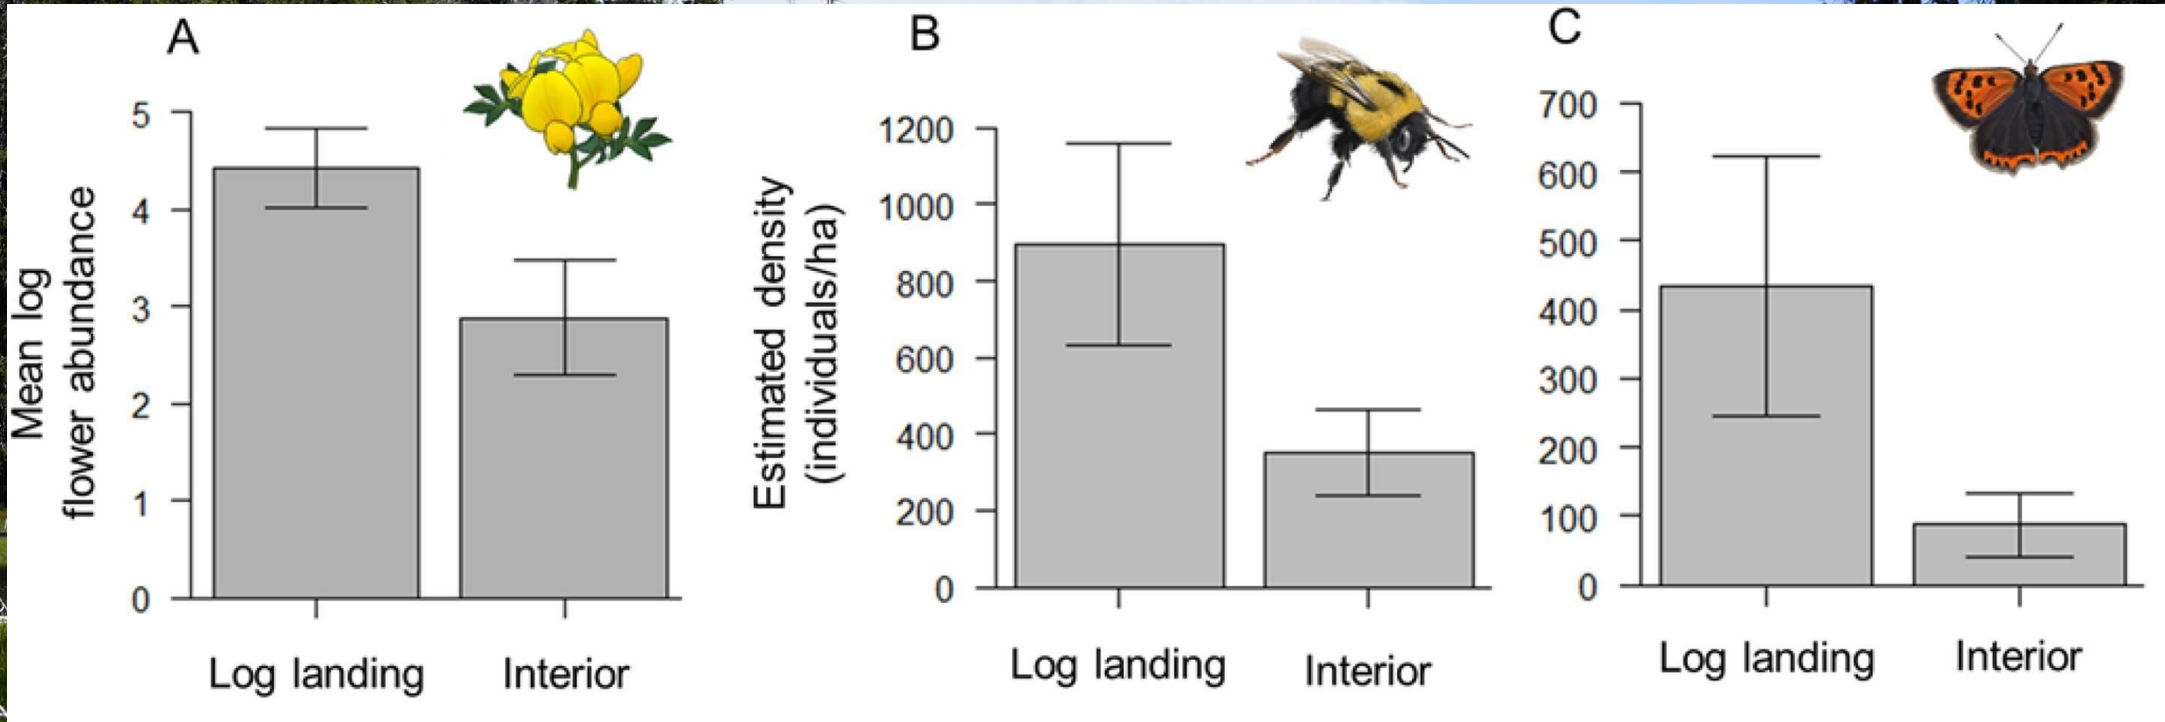 A
Mean log
flower abundance
5
4
3
2
1
0
Log landing Interior
B
Estimated density
(individuals/ha)
1200
1000
800
600
400
200
0
Log landing Interior
C
700
600
500
400
300
200
100
0
Log landing Interior